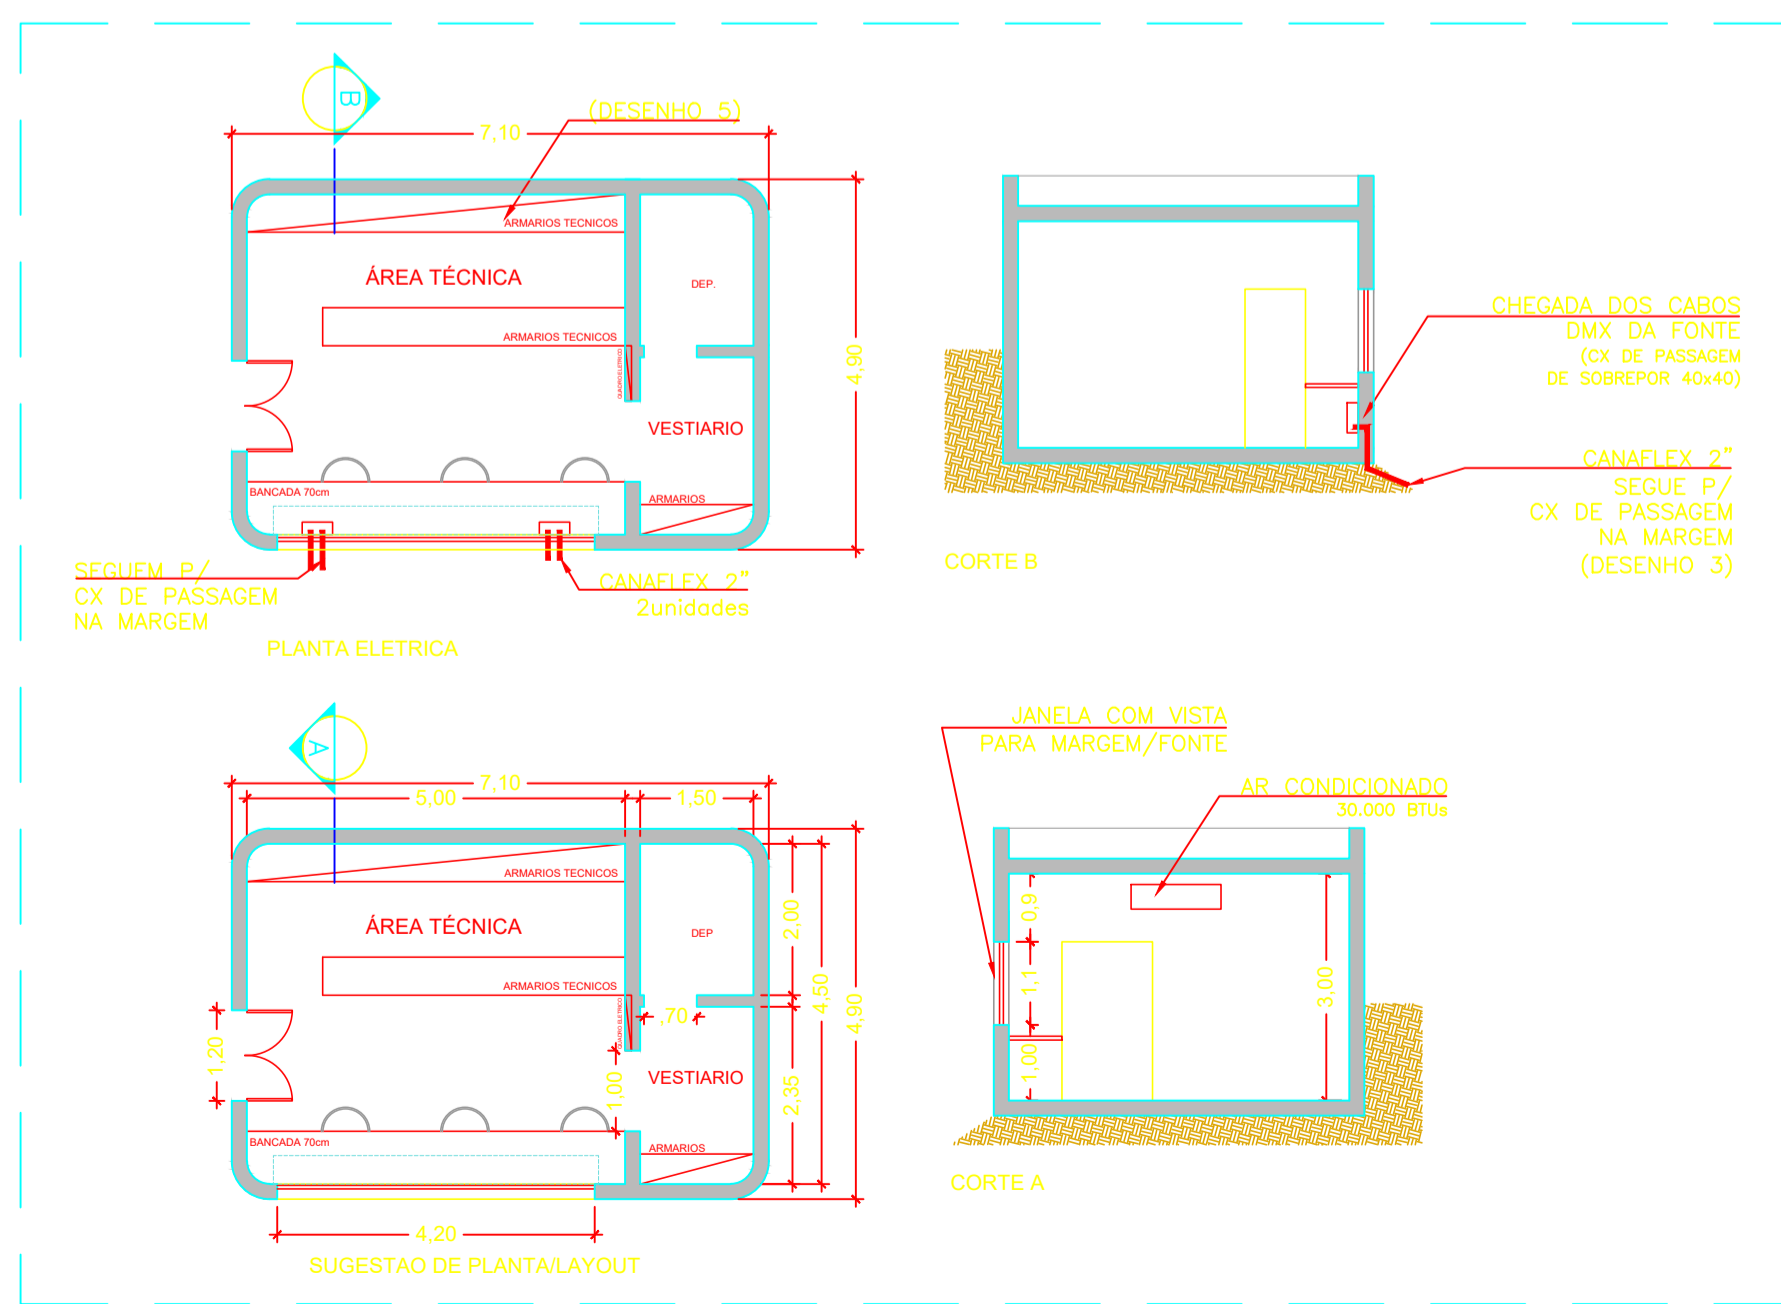 B
(DESENHO 5)
7,10
ARMARIOS TECNICOS
ÁREA TÉCNICA
DEP.
ARMARIOS TECNICOS
QUADRO ELETRICO
4,90
VESTIARIO
BANCADA 70cm
ARMARIOS
SEGUEM P/
CX DE PASSAGEM
NA MARGEM
CANAFLEX 2"
2unidades
PLANTA ELETRICA
CHEGADA DOS CABOS
DMX DA FONTE
(CX DE PASSAGEM
DE SOBREPOR 40x40)
CANAFLEX 2"
SEGUE P/
CX DE PASSAGEM
NA MARGEM
(DESENHO 3)
CORTE B
A
7,10
5,00
1,50
ARMARIOS TECNICOS
ÁREA TÉCNICA
DEP
2,00
4,50
4,90
ARMARIOS TECNICOS
QUADRO ELETRICO
,70
1,20
1,00
VESTIARIO
2,35
BANCADA 70cm
ARMARIOS
4,20
SUGESTAO DE PLANTA/LAYOUT
JANELA COM VISTA
PARA MARGEM/FONTE
AR CONDICIONADO
30.000 BTUs
0,9
1,1
1,00
3,00
CORTE A